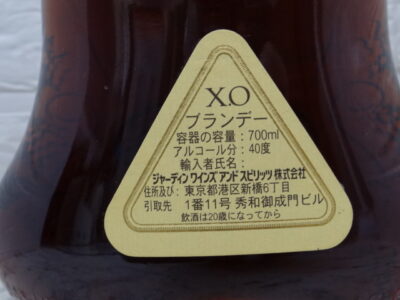 X.O
ブランデー
容器の容量：700ml
アルコール分：40度
輸入者氏名：
ジャーディン ワインズ アンド スピリッツ 株式会社
住所及び：東京都港区新橋6丁目
引取先 1番11号 秀和御成門ビル
飲酒は20歳になってから